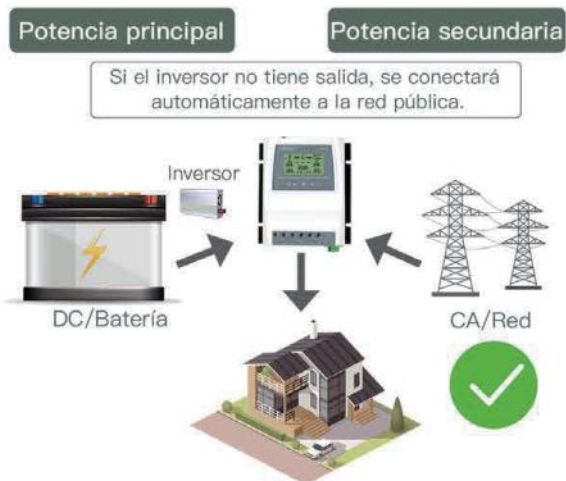 Potencia principal
Potencia secundaria
Si el inversor no tiene salida, se conectará
automáticamente a la red pública.
Inversor
DC/Batería
CA/Red